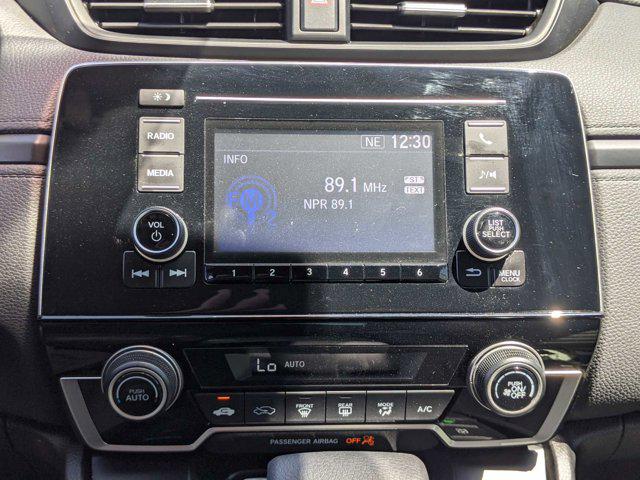 NE 12:30
RADIO
INFO
MEDIA
89.1 MHz
ST
TEXT
NPR 89.1
FM
2
VOL
LIST
PUSH
SELECT
MENU
CLOCK
1 2 3 4 5 6
Lo AUTO
PUSH
AUTO
FRONT
REAR
MODE
A/C
PUSH
ON/
OFF
PASSENGER AIRBAG OFF